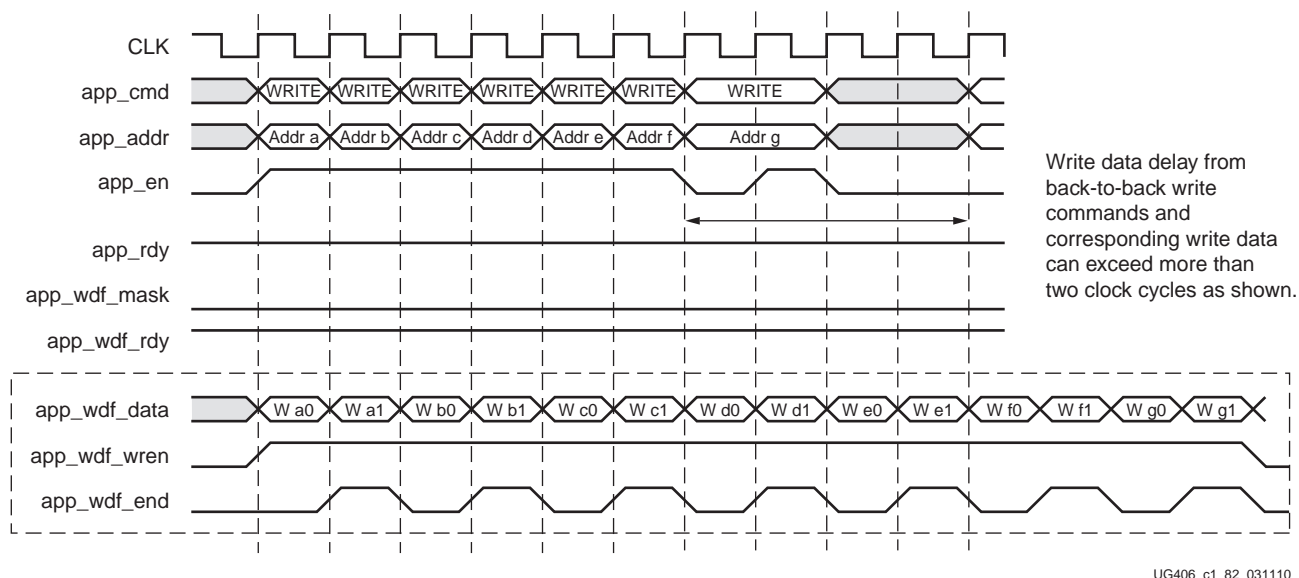 CLK
app_cmd WRITE WRITE WRITE WRITE WRITE WRITE WRITE
app_addr Addr a Addr b Addr c Addr d Addr e Addr f Addr g
app_en
Write data delay from
back-to-back write
commands and
corresponding write data
can exceed more than
two clock cycles as shown.
app_rdy
app_wdf_mask
app_wdf_rdy
app_wdf_data W a0 W a1 W b0 W b1 W c0 W c1 W d0 W d1 W e0 W e1 W f0 W f1 W g0 W g1
app_wdf_wren
app_wdf_end
UG406_c1_82_031110